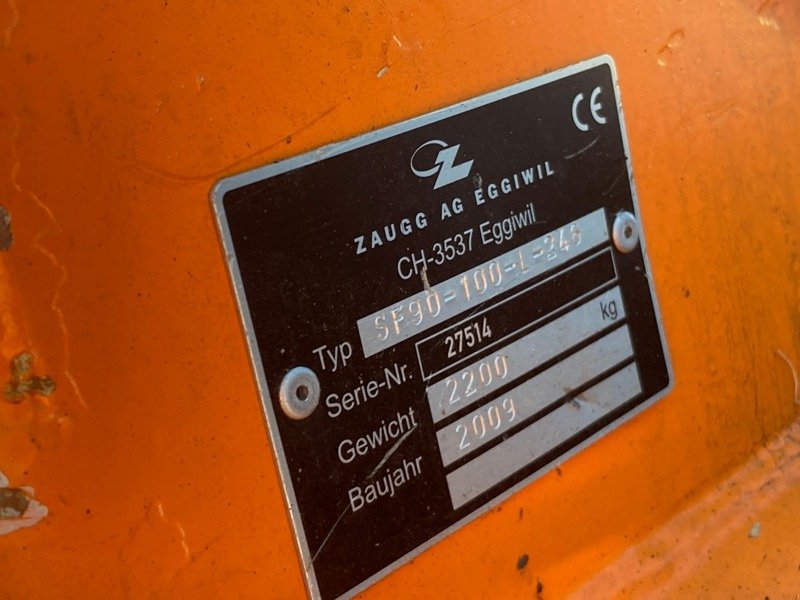 CE
Z
ZAUGG AG EGGIWIL
CH-3537 Eggiwil
Typ SF90-100-L-246
Serie-Nr. 27514
Gewicht 2200 kg
Baujahr 2009